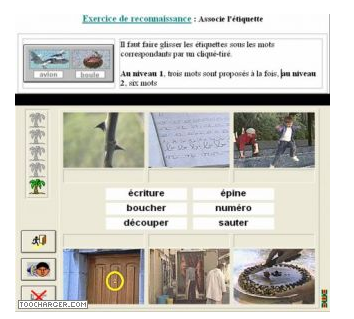 Exercice de reconnaissance : Associe l'étiquette
Il faut faire glisser les étiquettes sous les mots
correspondants par un cliqué-tiré.
Au niveau 1, trois mots sont proposés à la fois, au niveau
2, six mots
avion boule
écriture épine
boucher numéro
découper sauter
TOOCHARGER.COM